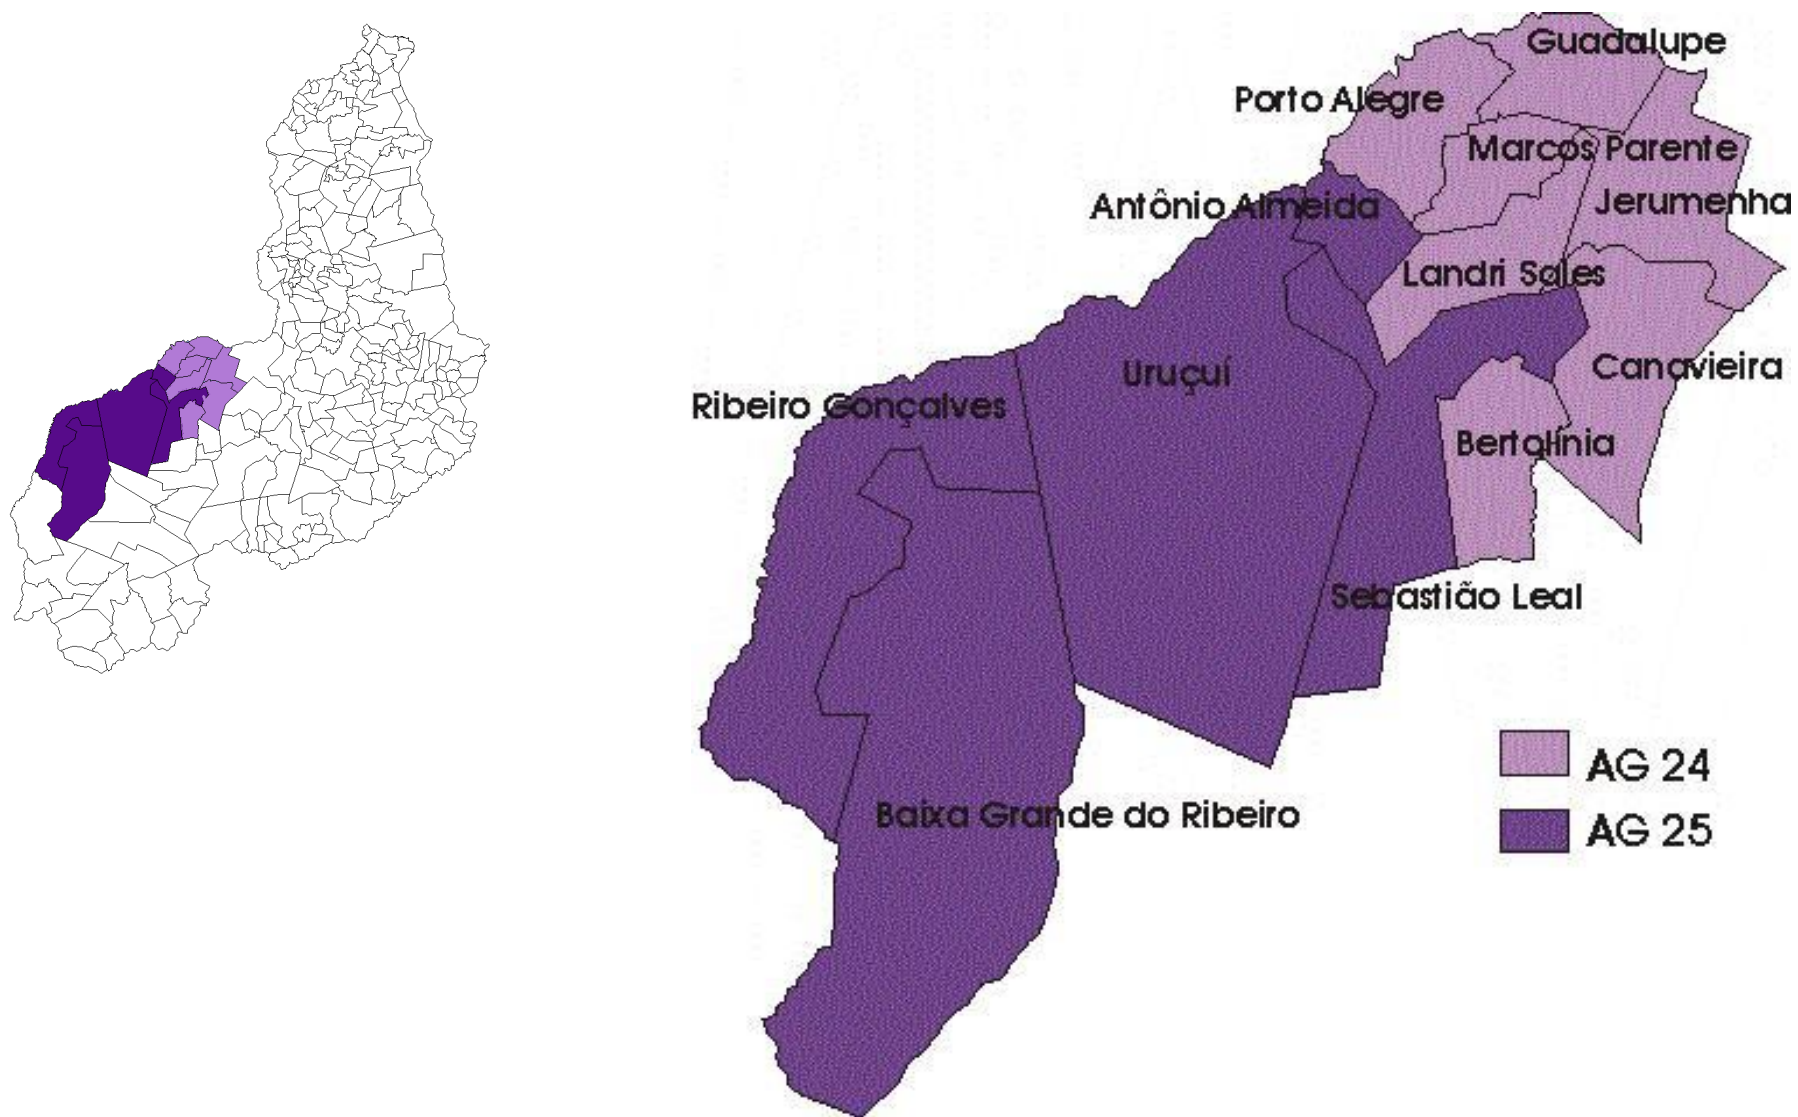 Guadalupe
Porto Alegre
Marcos Parente
Antônio Almeida
Jerumenha
Landri Sales
Uruçuí
Canavieira
Ribeiro Gonçalves
Bertolínia
Sebastião Leal
AG 24
Baixa Grande do Ribeiro
AG 25